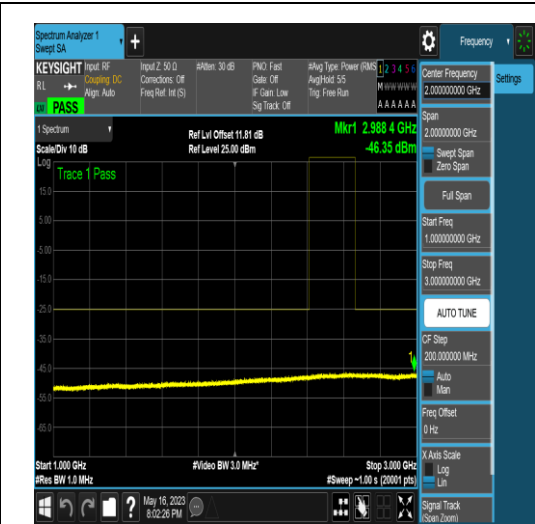 Spectrum Analyzer 1
Swept SA
Frequency
KEYSIGHT
RL
PASS
Input: RF
Coupling: DC
Align: Auto
Input Z: 50 Ω
Corrections: Off
Freq Ref: Int (S)
#Atten: 30 dB
PNO: Fast
Gate: Off
IF Gain: Low
Sig Track: Off
#Avg Type: Power (RMS
Avg|Hold: 5/5
Trig: Free Run
1 2 3 4 5 6
M W W W W W
A A A A A A
1 Spectrum
Scale/Div 10 dB
Ref Lvl Offset 11.81 dB
Ref Level 25.00 dBm
Mkr1 2.988 4 GHz
-46.35 dBm
Log
Trace 1 Pass
15.0
5.00
-5.00
-15.0
-25.0
-35.0
-45.0
-55.0
-65.0
1
Start 1.000 GHz
#Res BW 1.0 MHz
#Video BW 3.0 MHz*
Stop 3.000 GHz
#Sweep ~1.00 s (20001 pts)
May 16, 2023
8:02:26 PM
Center Frequency
2.000000000 GHz
Settings
Span
2.00000000 GHz
Swept Span
Zero Span
Full Span
Start Freq
1.000000000 GHz
Stop Freq
3.000000000 GHz
AUTO TUNE
CF Step
200.000000 MHz
Auto
Man
Freq Offset
0 Hz
X Axis Scale
Log
Lin
Signal Track
(Span Zoom)